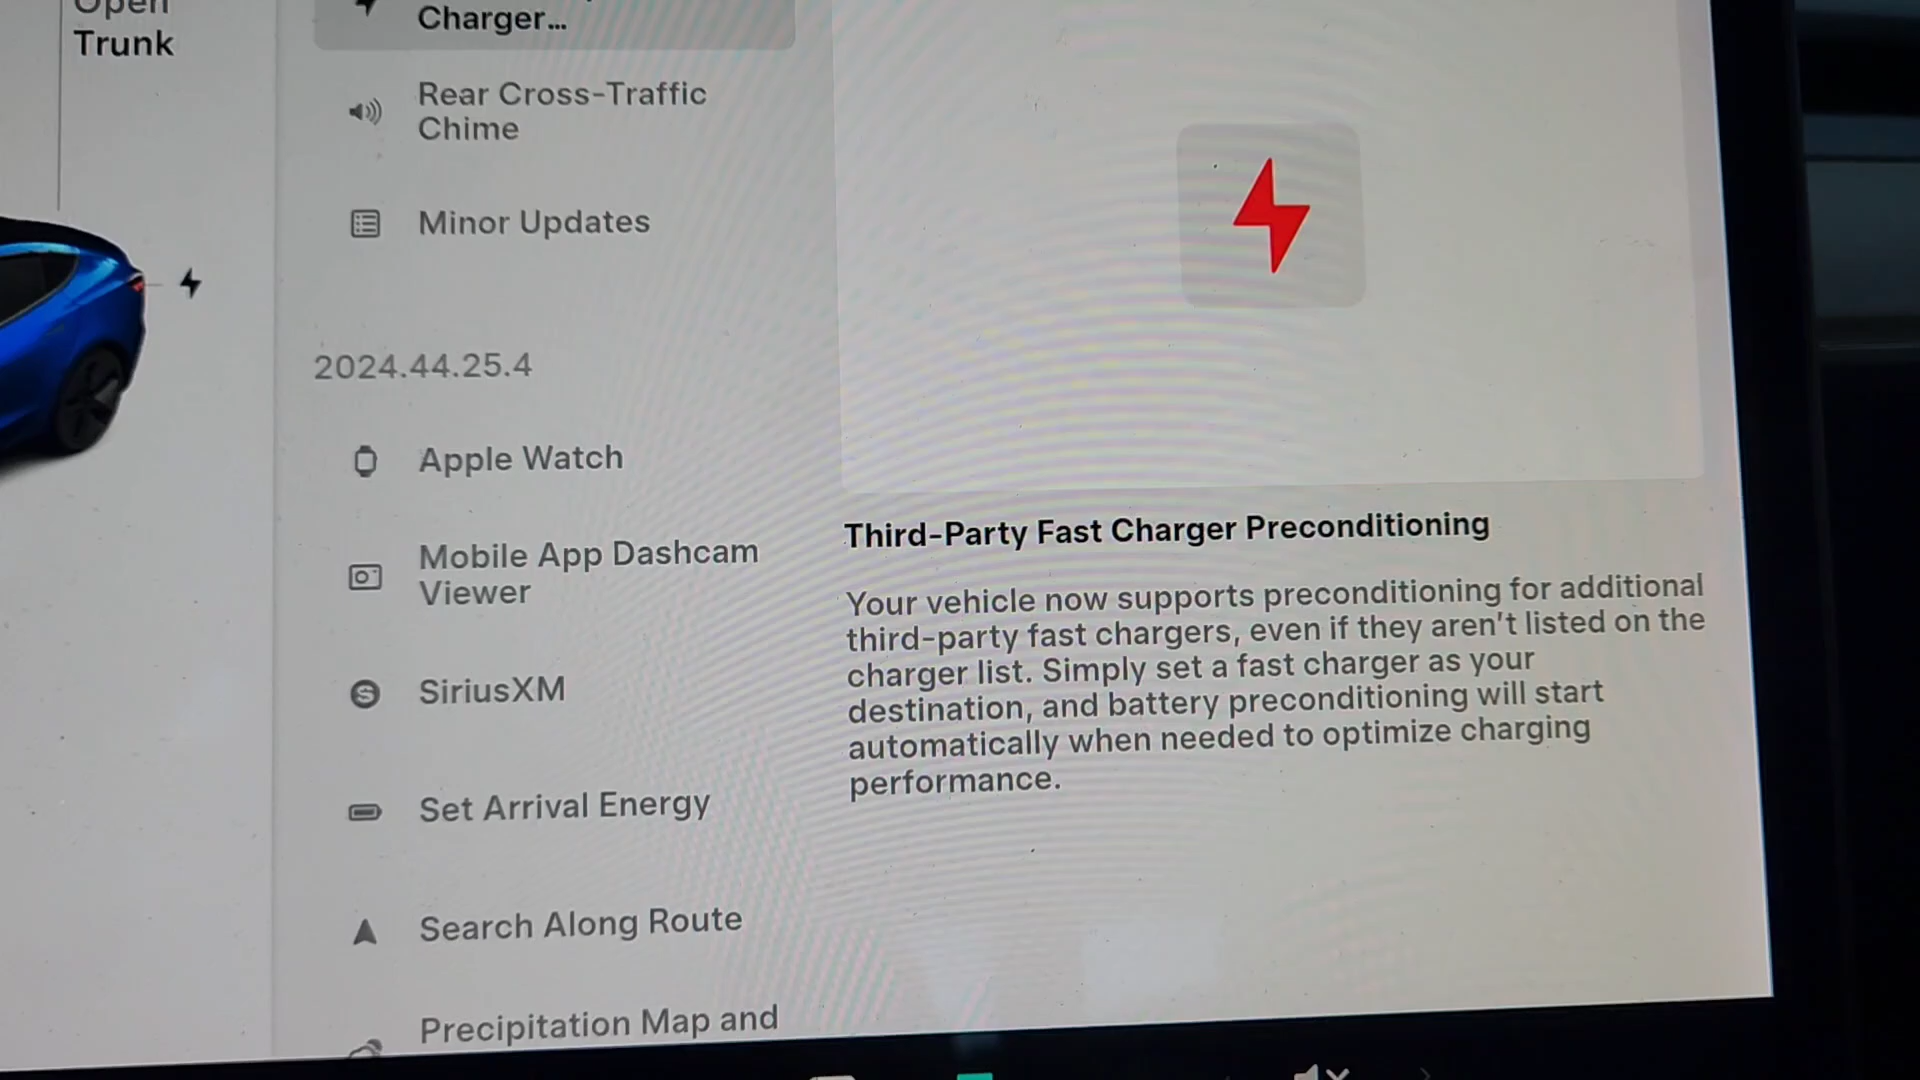 Open
Trunk
Charger...
Rear Cross-Traffic
Chime
Minor Updates
2024.44.25.4
Apple Watch
Mobile App Dashcam
Viewer
SiriusXM
Set Arrival Energy
Search Along Route
Precipitation Map and
Third-Party Fast Charger Preconditioning
Your vehicle now supports preconditioning for additional
third-party fast chargers, even if they aren't listed on the
charger list. Simply set a fast charger as your
destination, and battery preconditioning will start
automatically when needed to optimize charging
performance.